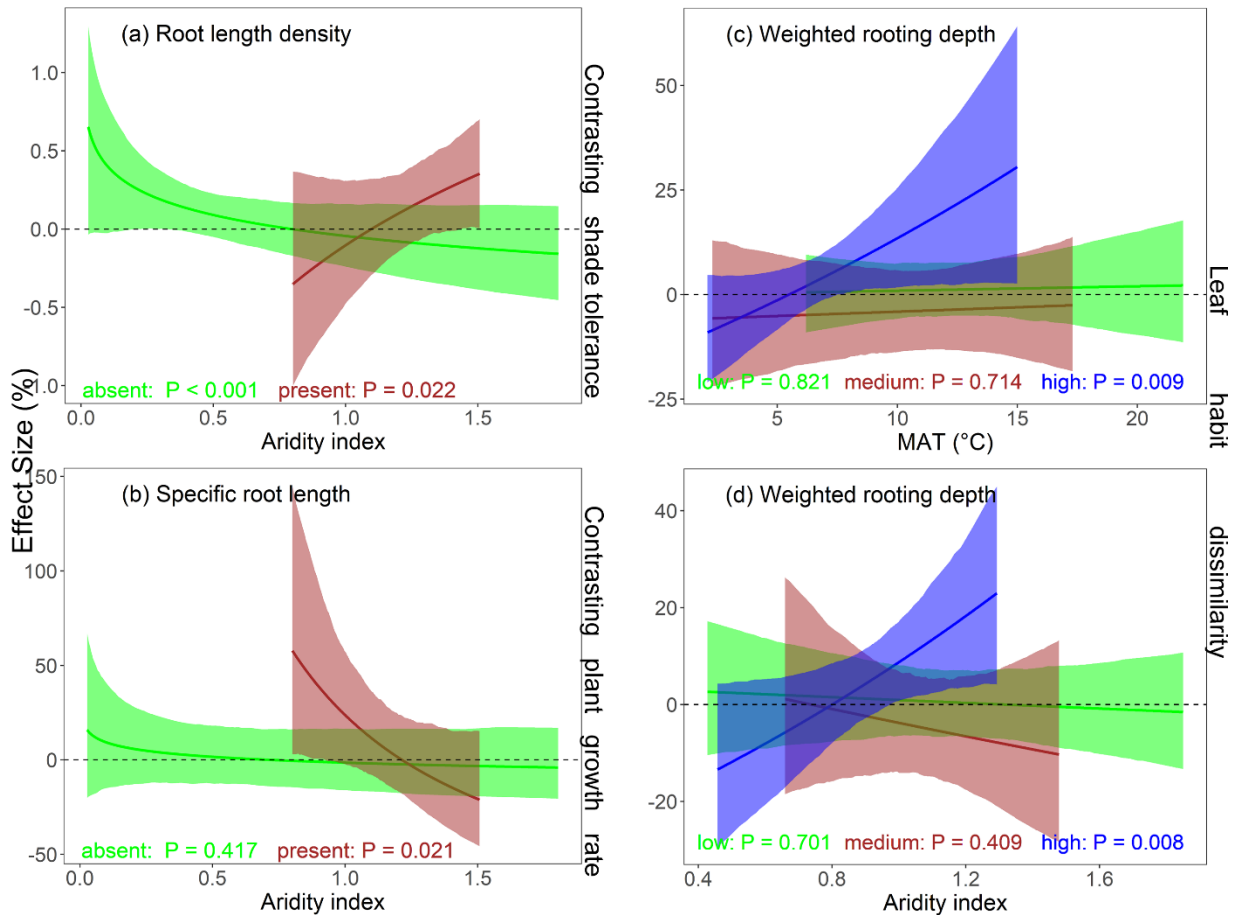 Effect Size (%)
(a) Root length density
1.0
0.5
0.0
-0.5
-1.0
absent: P < 0.001 present: P = 0.022
0.0 0.5 1.0 1.5
Aridity index
Contrasting shade tolerance
(b) Specific root length
150
100
50
0
-50
absent: P = 0.417 present: P = 0.021
0.0 0.5 1.0 1.5
Aridity index
Contrasting plant growth rate
(c) Weighted rooting depth
50
25
0
-25
low: P = 0.821 medium: P = 0.714 high: P = 0.009
5 10 15 20
MAT (°C)
(d) Weighted rooting depth
40
20
0
-20
low: P = 0.701 medium: P = 0.409 high: P = 0.008
0.4 0.8 1.2 1.6
Aridity index
Leaf habit dissimilarity